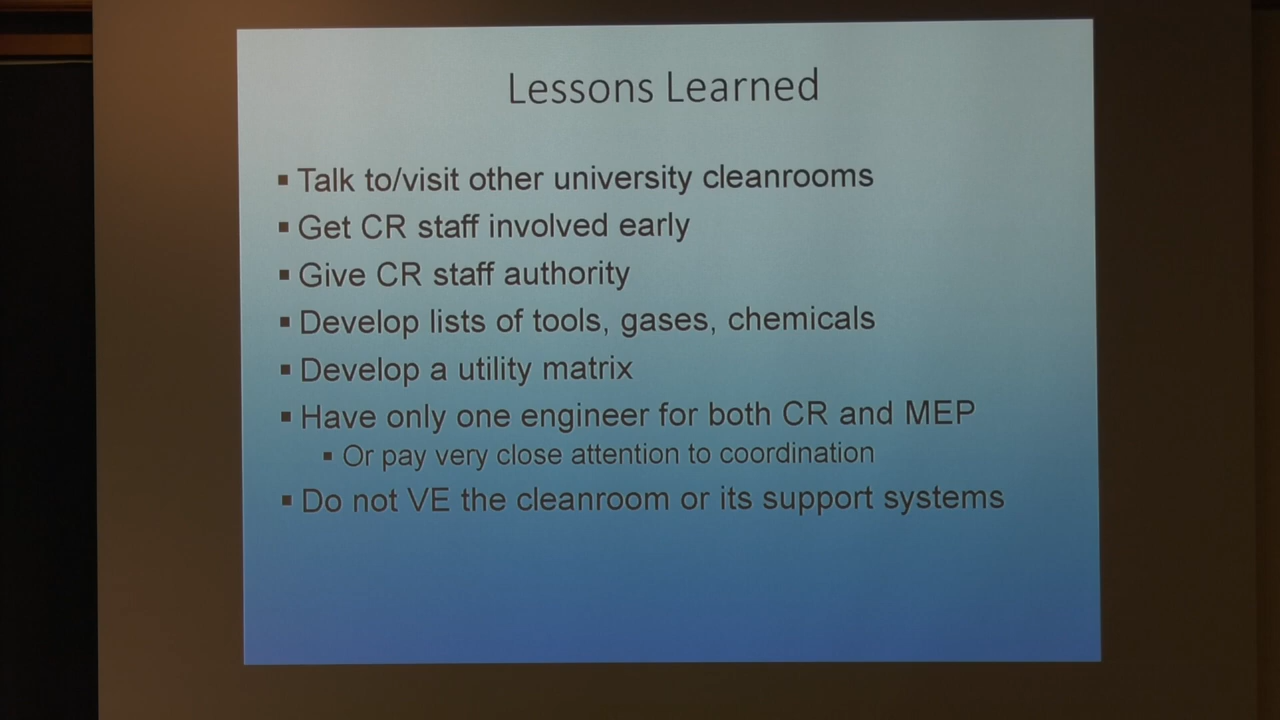 Lessons Learned
▪ Talk to/visit other university cleanrooms
▪ Get CR staff involved early
▪ Give CR staff authority
▪ Develop lists of tools, gases, chemicals
▪ Develop a utility matrix
▪ Have only one engineer for both CR and MEP
▪ Or pay very close attention to coordination
▪ Do not VE the cleanroom or its support systems